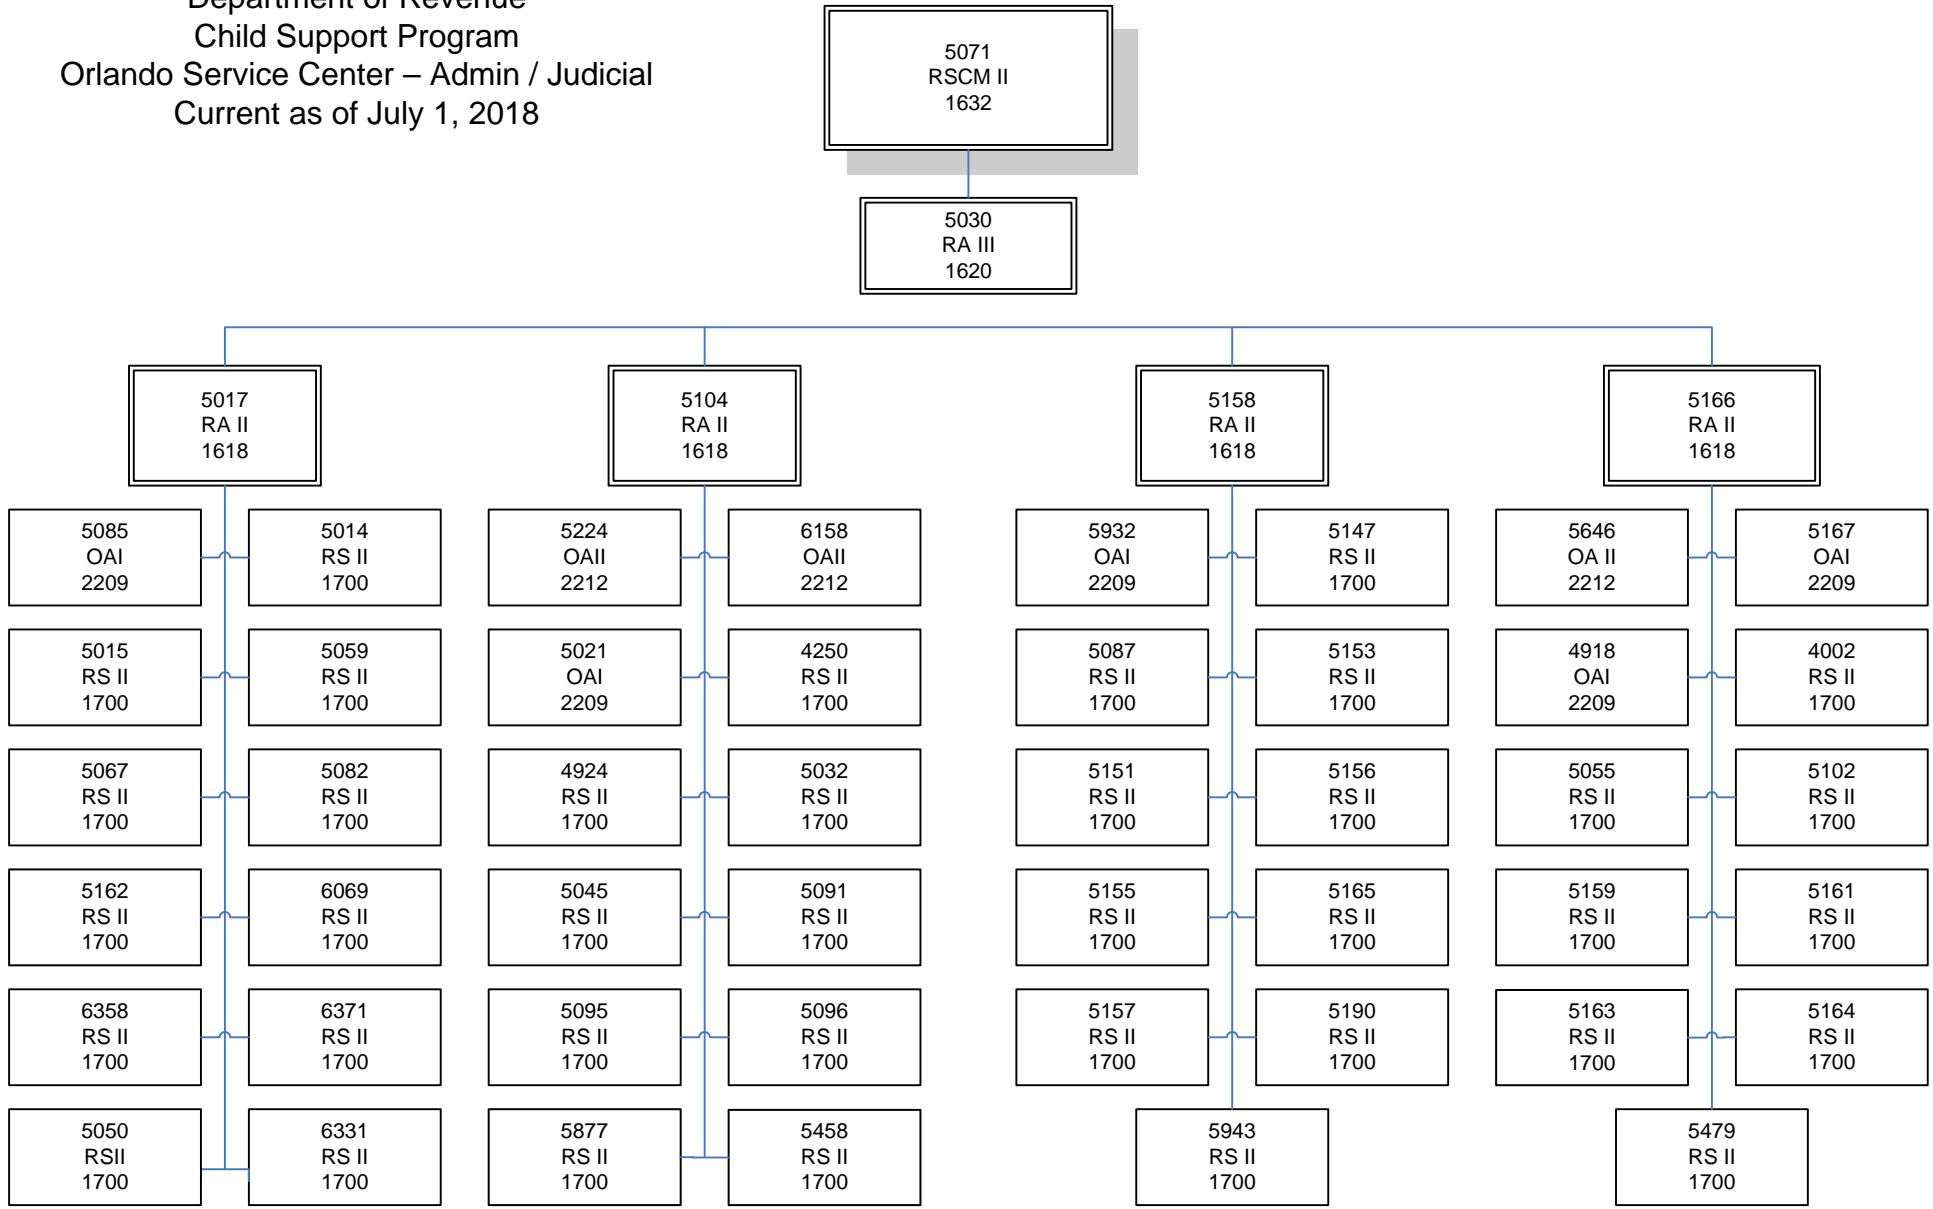 Department of Revenue
Child Support Program
Orlando Service Center – Admin / Judicial
Current as of July 1, 2018
5071
RSCM II
1632
5030
RA III
1620
5017
RA II
1618
5104
RA II
1618
5158
RA II
1618
5166
RA II
1618
5085
OAI
2209
5014
RS II
1700
5224
OAII
2212
6158
OAII
2212
5932
OAI
2209
5147
RS II
1700
5646
OA II
2212
5167
OAI
2209
5015
RS II
1700
5059
RS II
1700
5021
OAI
2209
4250
RS II
1700
5087
RS II
1700
5153
RS II
1700
4918
OAI
2209
4002
RS II
1700
5067
RS II
1700
5082
RS II
1700
4924
RS II
1700
5032
RS II
1700
5151
RS II
1700
5156
RS II
1700
5055
RS II
1700
5102
RS II
1700
5162
RS II
1700
6069
RS II
1700
5045
RS II
1700
5091
RS II
1700
5155
RS II
1700
5165
RS II
1700
5159
RS II
1700
5161
RS II
1700
6358
RS II
1700
6371
RS II
1700
5095
RS II
1700
5096
RS II
1700
5157
RS II
1700
5190
RS II
1700
5163
RS II
1700
5164
RS II
1700
5050
RSII
1700
6331
RS II
1700
5877
RS II
1700
5458
RS II
1700
5943
RS II
1700
5479
RS II
1700